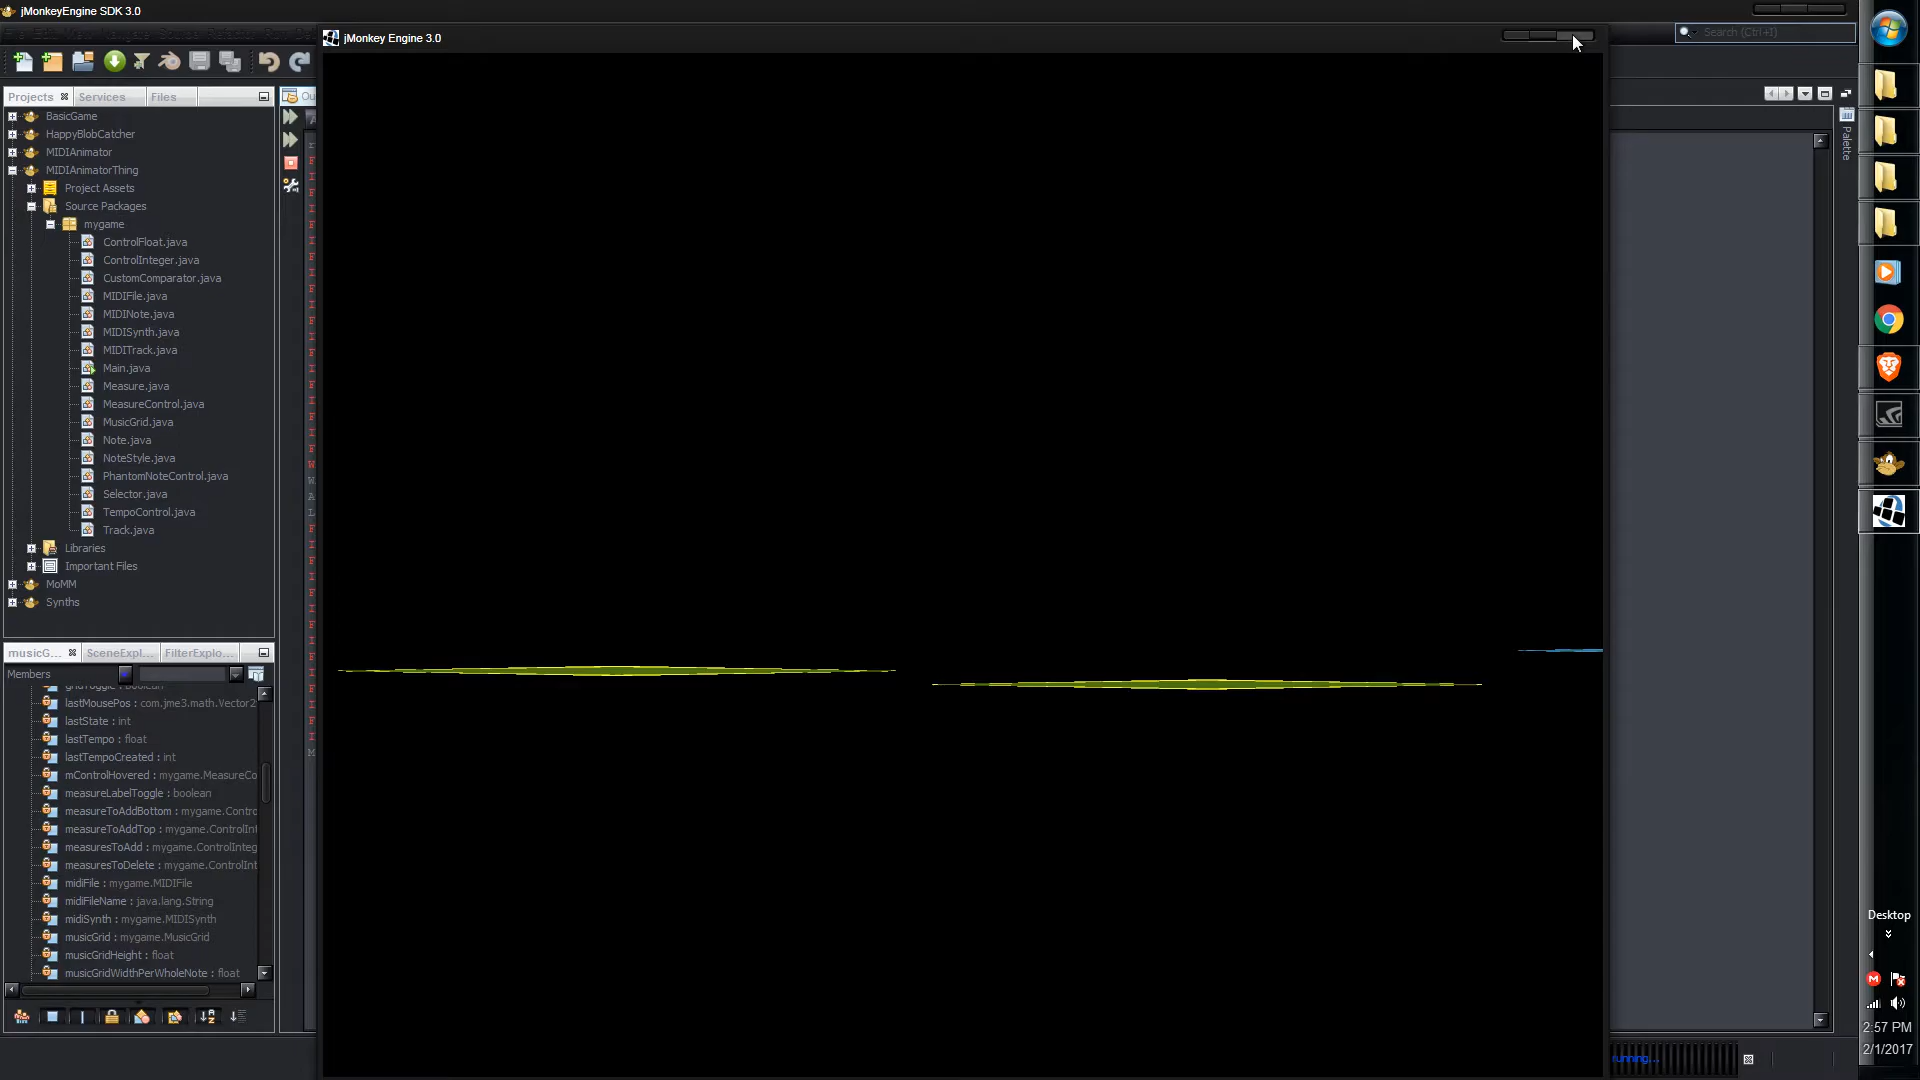 jMonkeyEngine SDK 3.0
jMonkey Engine 3.0
Search (Ctrl+I)
Projects
Services
Files
Ou
Palette
BasicGame
HappyBlobCatcher
MIDIAnimator
MIDIAnimatorThing
Project Assets
Source Packages
mygame
ControlFloat.java
ControlInteger.java
CustomComparator.java
MIDIFile.java
MIDINote.java
MIDISynth.java
MIDITrack.java
Main.java
Measure.java
MeasureControl.java
MusicGrid.java
Note.java
NoteStyle.java
PhantomNoteControl.java
Selector.java
TempoControl.java
Track.java
Libraries
Important Files
MoMM
Synths
musicG...
SceneExpl...
FilterExplo...
Members
gridToggle : boolean
lastMousePos : com.jme3.math.Vector2
lastState : int
lastTempo : float
lastTempoCreated : int
mControlHovered : mygame.MeasureCo
measureLabelToggle : boolean
measureToAddBottom : mygame.Contro
measureToAddTop : mygame.ControlInt
measuresToAdd : mygame.ControlInteg
measuresToDelete : mygame.ControlInt
midiFile : mygame.MIDIFile
midiFileName : java.lang.String
midiSynth : mygame.MIDISynth
musicGrid : mygame.MusicGrid
musicGridHeight : float
musicGridWidthPerWholeNote : float
running...
Desktop
2:57 PM
2/1/2017